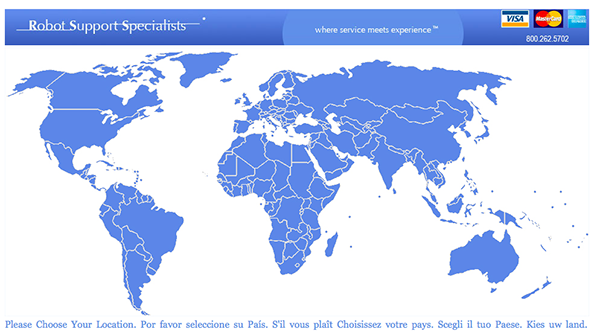 Robot Support Specialists
where service meets experience™
VISA MasterCard AMERICAN EXPRESS
800.262.5702
Please Choose Your Location. Por favor seleccione su País. S'il vous plaît Choisissez votre pays. Scegli il tuo Paese. Kies uw land.